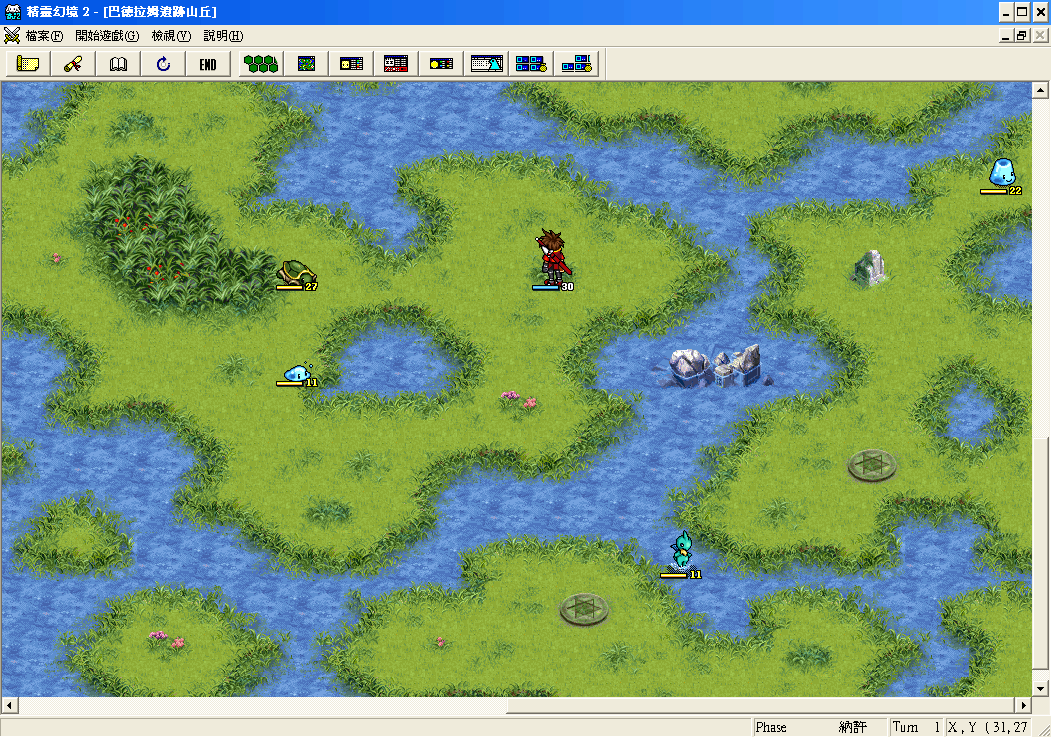 精靈幻境 2 - [巴德拉姆遺跡山丘]
檔案(F) 開始遊戲(G) 檢視(V) 說明(H)
END
22
27
30
11
11
Phase 納許 Turn 1 X , Y ( 31, 27